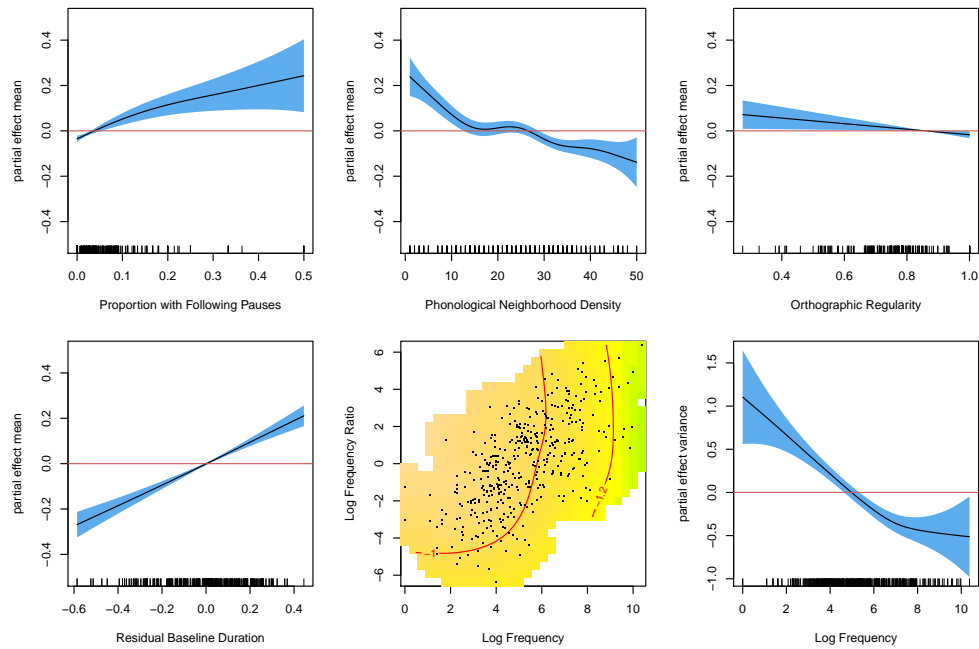 partial effect mean
0.4
0.2
0.0
−0.2
−0.4
0.0 0.1 0.2 0.3 0.4 0.5
Proportion with Following Pauses
partial effect mean
0.4
0.2
0.0
−0.2
−0.4
0 10 20 30 40 50
Phonological Neighborhood Density
partial effect mean
0.4
0.2
0.0
−0.2
−0.4
0.4 0.6 0.8 1.0
Orthographic Regularity
partial effect mean
0.4
0.2
0.0
−0.2
−0.4
−0.6 −0.4 −0.2 0.0 0.2 0.4
Residual Baseline Duration
Log Frequency Ratio
6
4
2
0
−2
−4
−6
−1
−1.2
0 2 4 6 8 10
Log Frequency
partial effect variance
1.5
1.0
0.5
0.0
−0.5
−1.0
0 2 4 6 8 10
Log Frequency